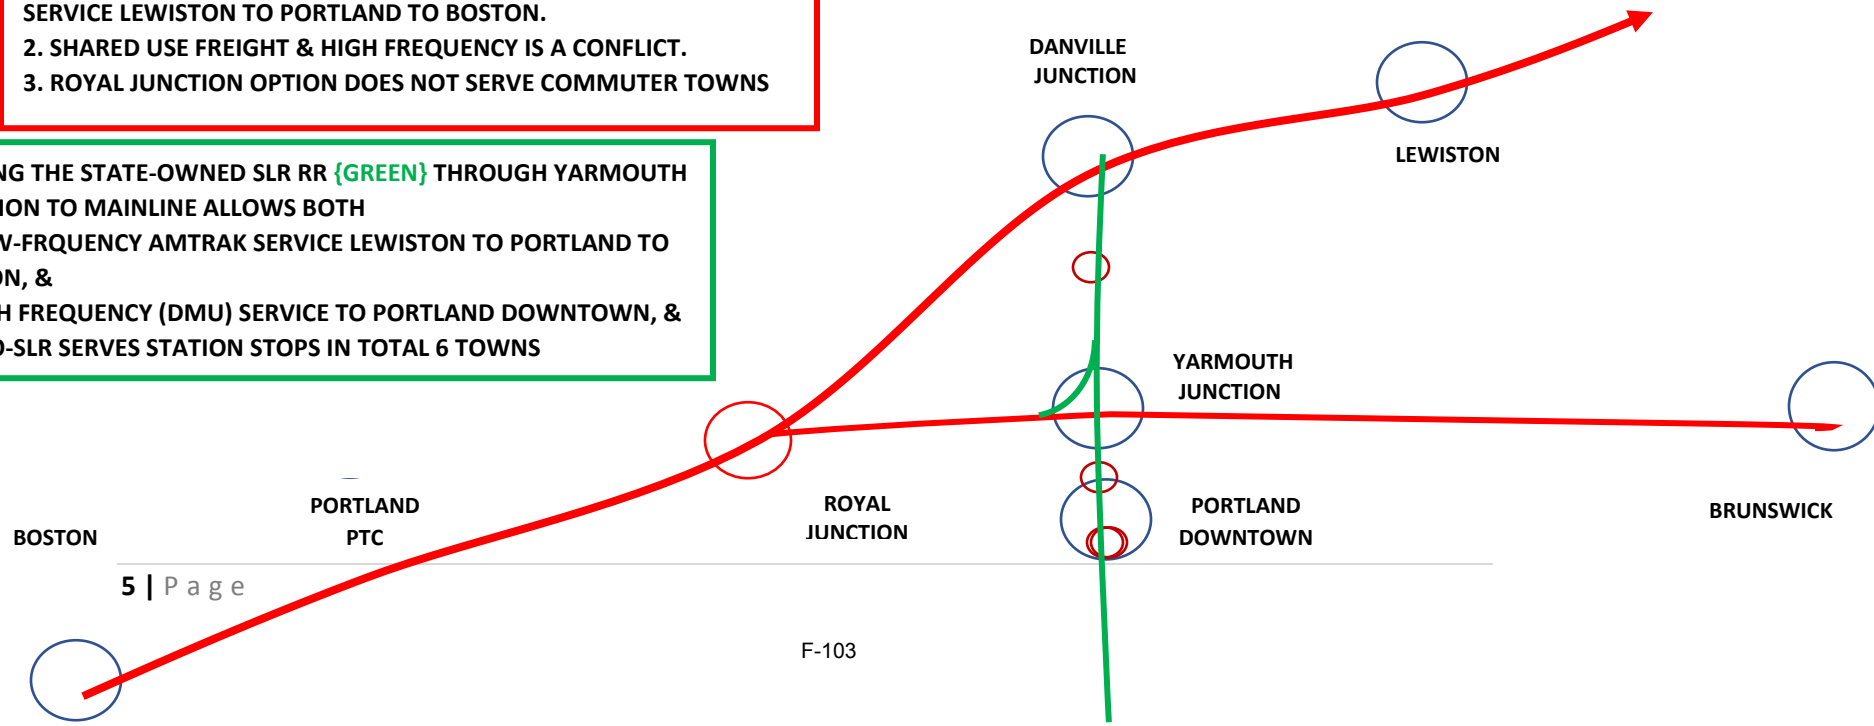 SERVICE LEWISTON TO PORTLAND TO BOSTON.
2. SHARED USE FREIGHT & HIGH FREQUENCY IS A CONFLICT.
3. ROYAL JUNCTION OPTION DOES NOT SERVE COMMUTER TOWNS
NG THE STATE-OWNED SLR RR {GREEN} THROUGH YARMOUTH
ION TO MAINLINE ALLOWS BOTH
W-FRQUENCY AMTRAK SERVICE LEWISTON TO PORTLAND TO
ON, &
H FREQUENCY (DMU) SERVICE TO PORTLAND DOWNTOWN, &
O-SLR SERVES STATION STOPS IN TOTAL 6 TOWNS
DANVILLE
JUNCTION
LEWISTON
YARMOUTH
JUNCTION
BOSTON
PORTLAND
PTC
ROYAL
JUNCTION
PORTLAND
DOWNTOWN
BRUNSWICK
5 | Page
F-103